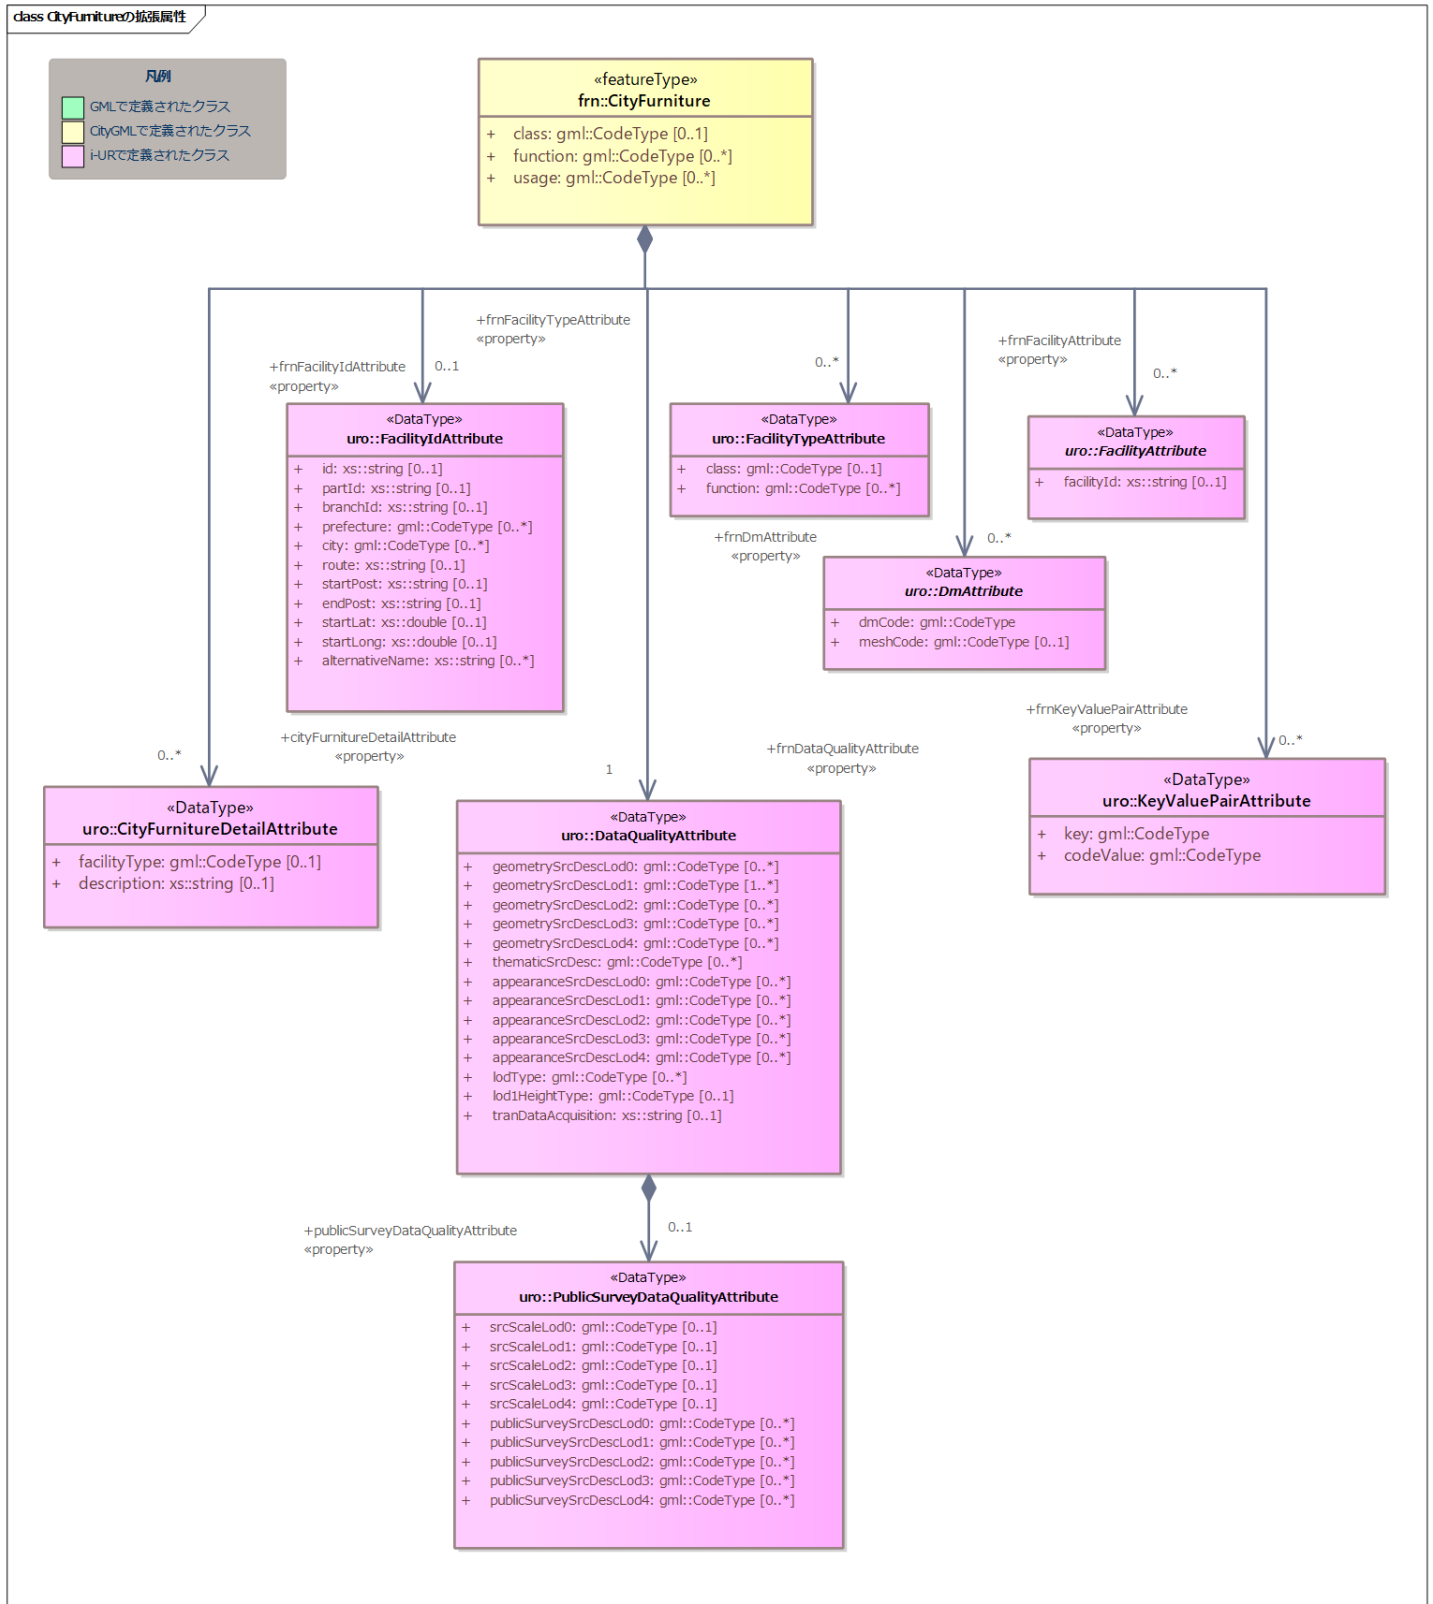 class CityFurnitureの拡張属性
凡例
GMLで定義されたクラス
CityGMLで定義されたクラス
i-URで定義されたクラス
«featureType»
frn::CityFurniture
+ class: gml::CodeType [0..1]
+ function: gml::CodeType [0..*]
+ usage: gml::CodeType [0..*]
+frnFacilityTypeAttribute
«property»
+frnFacilityIdAttribute
«property»
0..1
0..*
+frnFacilityAttribute
«property»
0..*
«DataType»
uro::FacilityIdAttribute
+ id: xs::string [0..1]
+ partId: xs::string [0..1]
+ branchId: xs::string [0..1]
+ prefecture: gml::CodeType [0..*]
+ city: gml::CodeType [0..*]
+ route: xs::string [0..1]
+ startPost: xs::string [0..1]
+ endPost: xs::string [0..1]
+ startLat: xs::double [0..1]
+ startLong: xs::double [0..1]
+ alternativeName: xs::string [0..*]
«DataType»
uro::FacilityTypeAttribute
+ class: gml::CodeType [0..1]
+ function: gml::CodeType [0..*]
«DataType»
uro::FacilityAttribute
+ facilityId: xs::string [0..1]
+frnDmAttribute
«property»
0..*
«DataType»
uro::DmAttribute
+ dmCode: gml::CodeType
+ meshCode: gml::CodeType [0..1]
+cityFurnitureDetailAttribute
«property»
0..*
+frnDataQualityAttribute
«property»
1
+frnKeyValuePairAttribute
«property»
0..*
«DataType»
uro::CityFurnitureDetailAttribute
+ facilityType: gml::CodeType [0..1]
+ description: xs::string [0..1]
«DataType»
uro::DataQualityAttribute
+ geometrySrcDescLod0: gml::CodeType [0..*]
+ geometrySrcDescLod1: gml::CodeType [1..*]
+ geometrySrcDescLod2: gml::CodeType [0..*]
+ geometrySrcDescLod3: gml::CodeType [0..*]
+ geometrySrcDescLod4: gml::CodeType [0..*]
+ thematicSrcDesc: gml::CodeType [0..*]
+ appearanceSrcDescLod0: gml::CodeType [0..*]
+ appearanceSrcDescLod1: gml::CodeType [0..*]
+ appearanceSrcDescLod2: gml::CodeType [0..*]
+ appearanceSrcDescLod3: gml::CodeType [0..*]
+ appearanceSrcDescLod4: gml::CodeType [0..*]
+ lodType: gml::CodeType [0..*]
+ lod1HeightType: gml::CodeType [0..1]
+ tranDataAcquisition: xs::string [0..1]
«DataType»
uro::KeyValuePairAttribute
+ key: gml::CodeType
+ codeValue: gml::CodeType
+publicSurveyDataQualityAttribute
«property»
0..1
«DataType»
uro::PublicSurveyDataQualityAttribute
+ srcScaleLod0: gml::CodeType [0..1]
+ srcScaleLod1: gml::CodeType [0..1]
+ srcScaleLod2: gml::CodeType [0..1]
+ srcScaleLod3: gml::CodeType [0..1]
+ srcScaleLod4: gml::CodeType [0..1]
+ publicSurveySrcDescLod0: gml::CodeType [0..*]
+ publicSurveySrcDescLod1: gml::CodeType [0..*]
+ publicSurveySrcDescLod2: gml::CodeType [0..*]
+ publicSurveySrcDescLod3: gml::CodeType [0..*]
+ publicSurveySrcDescLod4: gml::CodeType [0..*]